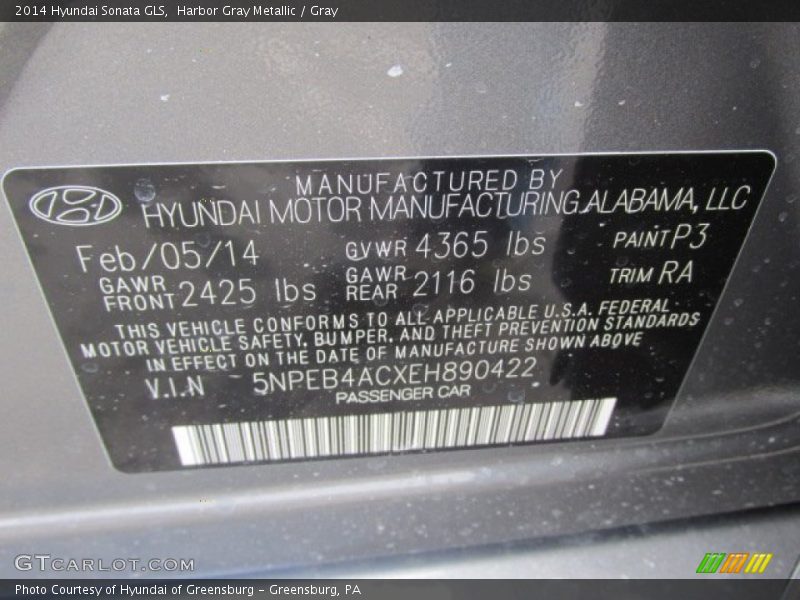 2014 Hyundai Sonata GLS,  Harbor Gray Metallic / Gray
MANUFACTURED BY
HYUNDAI MOTOR MANUFACTURING.ALABAMA, LLC
Feb/05/14 GVWR 4365 lbs PAINT P3
GAWR FRONT 2425 lbs GAWR REAR 2116 lbs TRIM RA
THIS VEHICLE CONFORMS TO ALL APPLICABLE U.S.A. FEDERAL
MOTOR VEHICLE SAFETY, BUMPER, AND THEFT PREVENTION STANDARDS
IN EFFECT ON THE DATE OF MANUFACTURE SHOWN ABOVE
V.I.N 5NPEB4ACXEH890422
PASSENGER CAR
GTCARLOT.COM
Photo Courtesy of Hyundai of Greensburg – Greensburg, PA